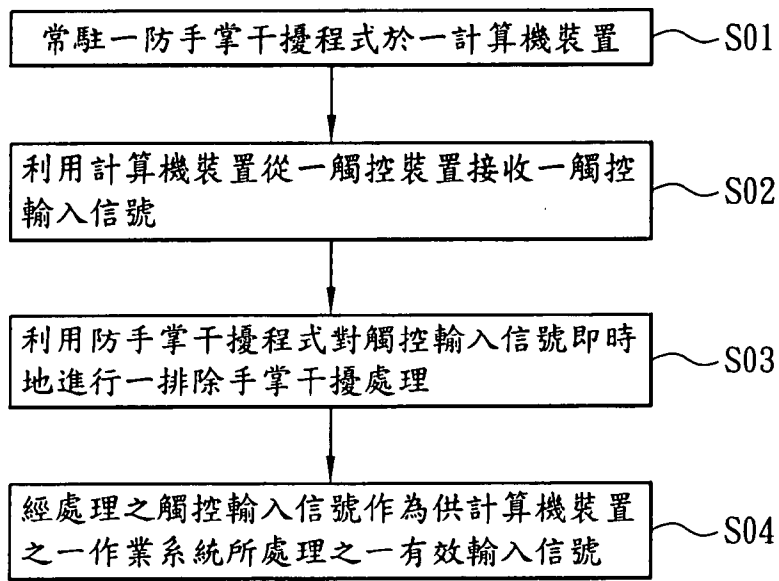 常駐一防手掌干擾程式於一計算機裝置
S01
利用計算機裝置從一觸控裝置接收一觸控
輸入信號
S02
利用防手掌干擾程式對觸控輸入信號即時
地進行一排除手掌干擾處理
S03
經處理之觸控輸入信號作為供計算機裝置
之一作業系統所處理之一有效輸入信號
S04